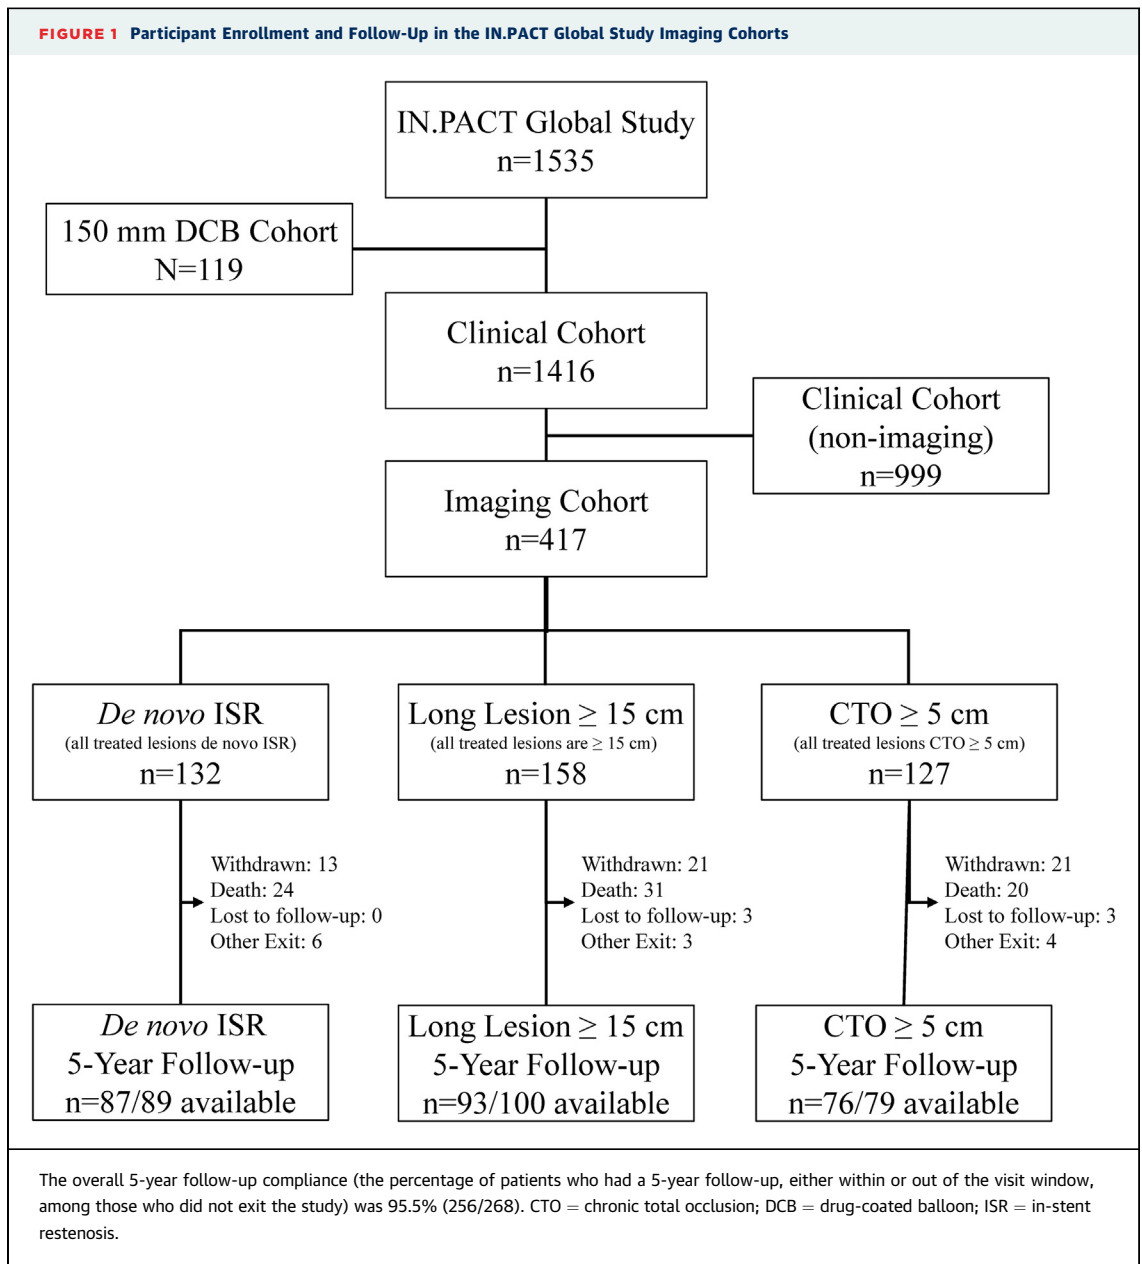 FIGURE 1 Participant Enrollment and Follow-Up in the IN.PACT Global Study Imaging Cohorts
IN.PACT Global Study
n=1535
150 mm DCB Cohort
N=119
Clinical Cohort
n=1416
Clinical Cohort
(non-imaging)
n=999
Imaging Cohort
n=417
De novo ISR
(all treated lesions de novo ISR)
n=132
Long Lesion ≥ 15 cm
(all treated lesions are ≥ 15 cm)
n=158
CTO ≥ 5 cm
(all treated lesions CTO ≥ 5 cm)
n=127
Withdrawn: 13
Death: 24
Lost to follow-up: 0
Other Exit: 6
Withdrawn: 21
Death: 31
Lost to follow-up: 3
Other Exit: 3
Withdrawn: 21
Death: 20
Lost to follow-up: 3
Other Exit: 4
De novo ISR
5-Year Follow-up
n=87/89 available
Long Lesion ≥ 15 cm
5-Year Follow-up
n=93/100 available
CTO ≥ 5 cm
5-Year Follow-up
n=76/79 available
The overall 5-year follow-up compliance (the percentage of patients who had a 5-year follow-up, either within or out of the visit window,
among those who did not exit the study) was 95.5% (256/268). CTO = chronic total occlusion; DCB = drug-coated balloon; ISR = in-stent
restenosis.